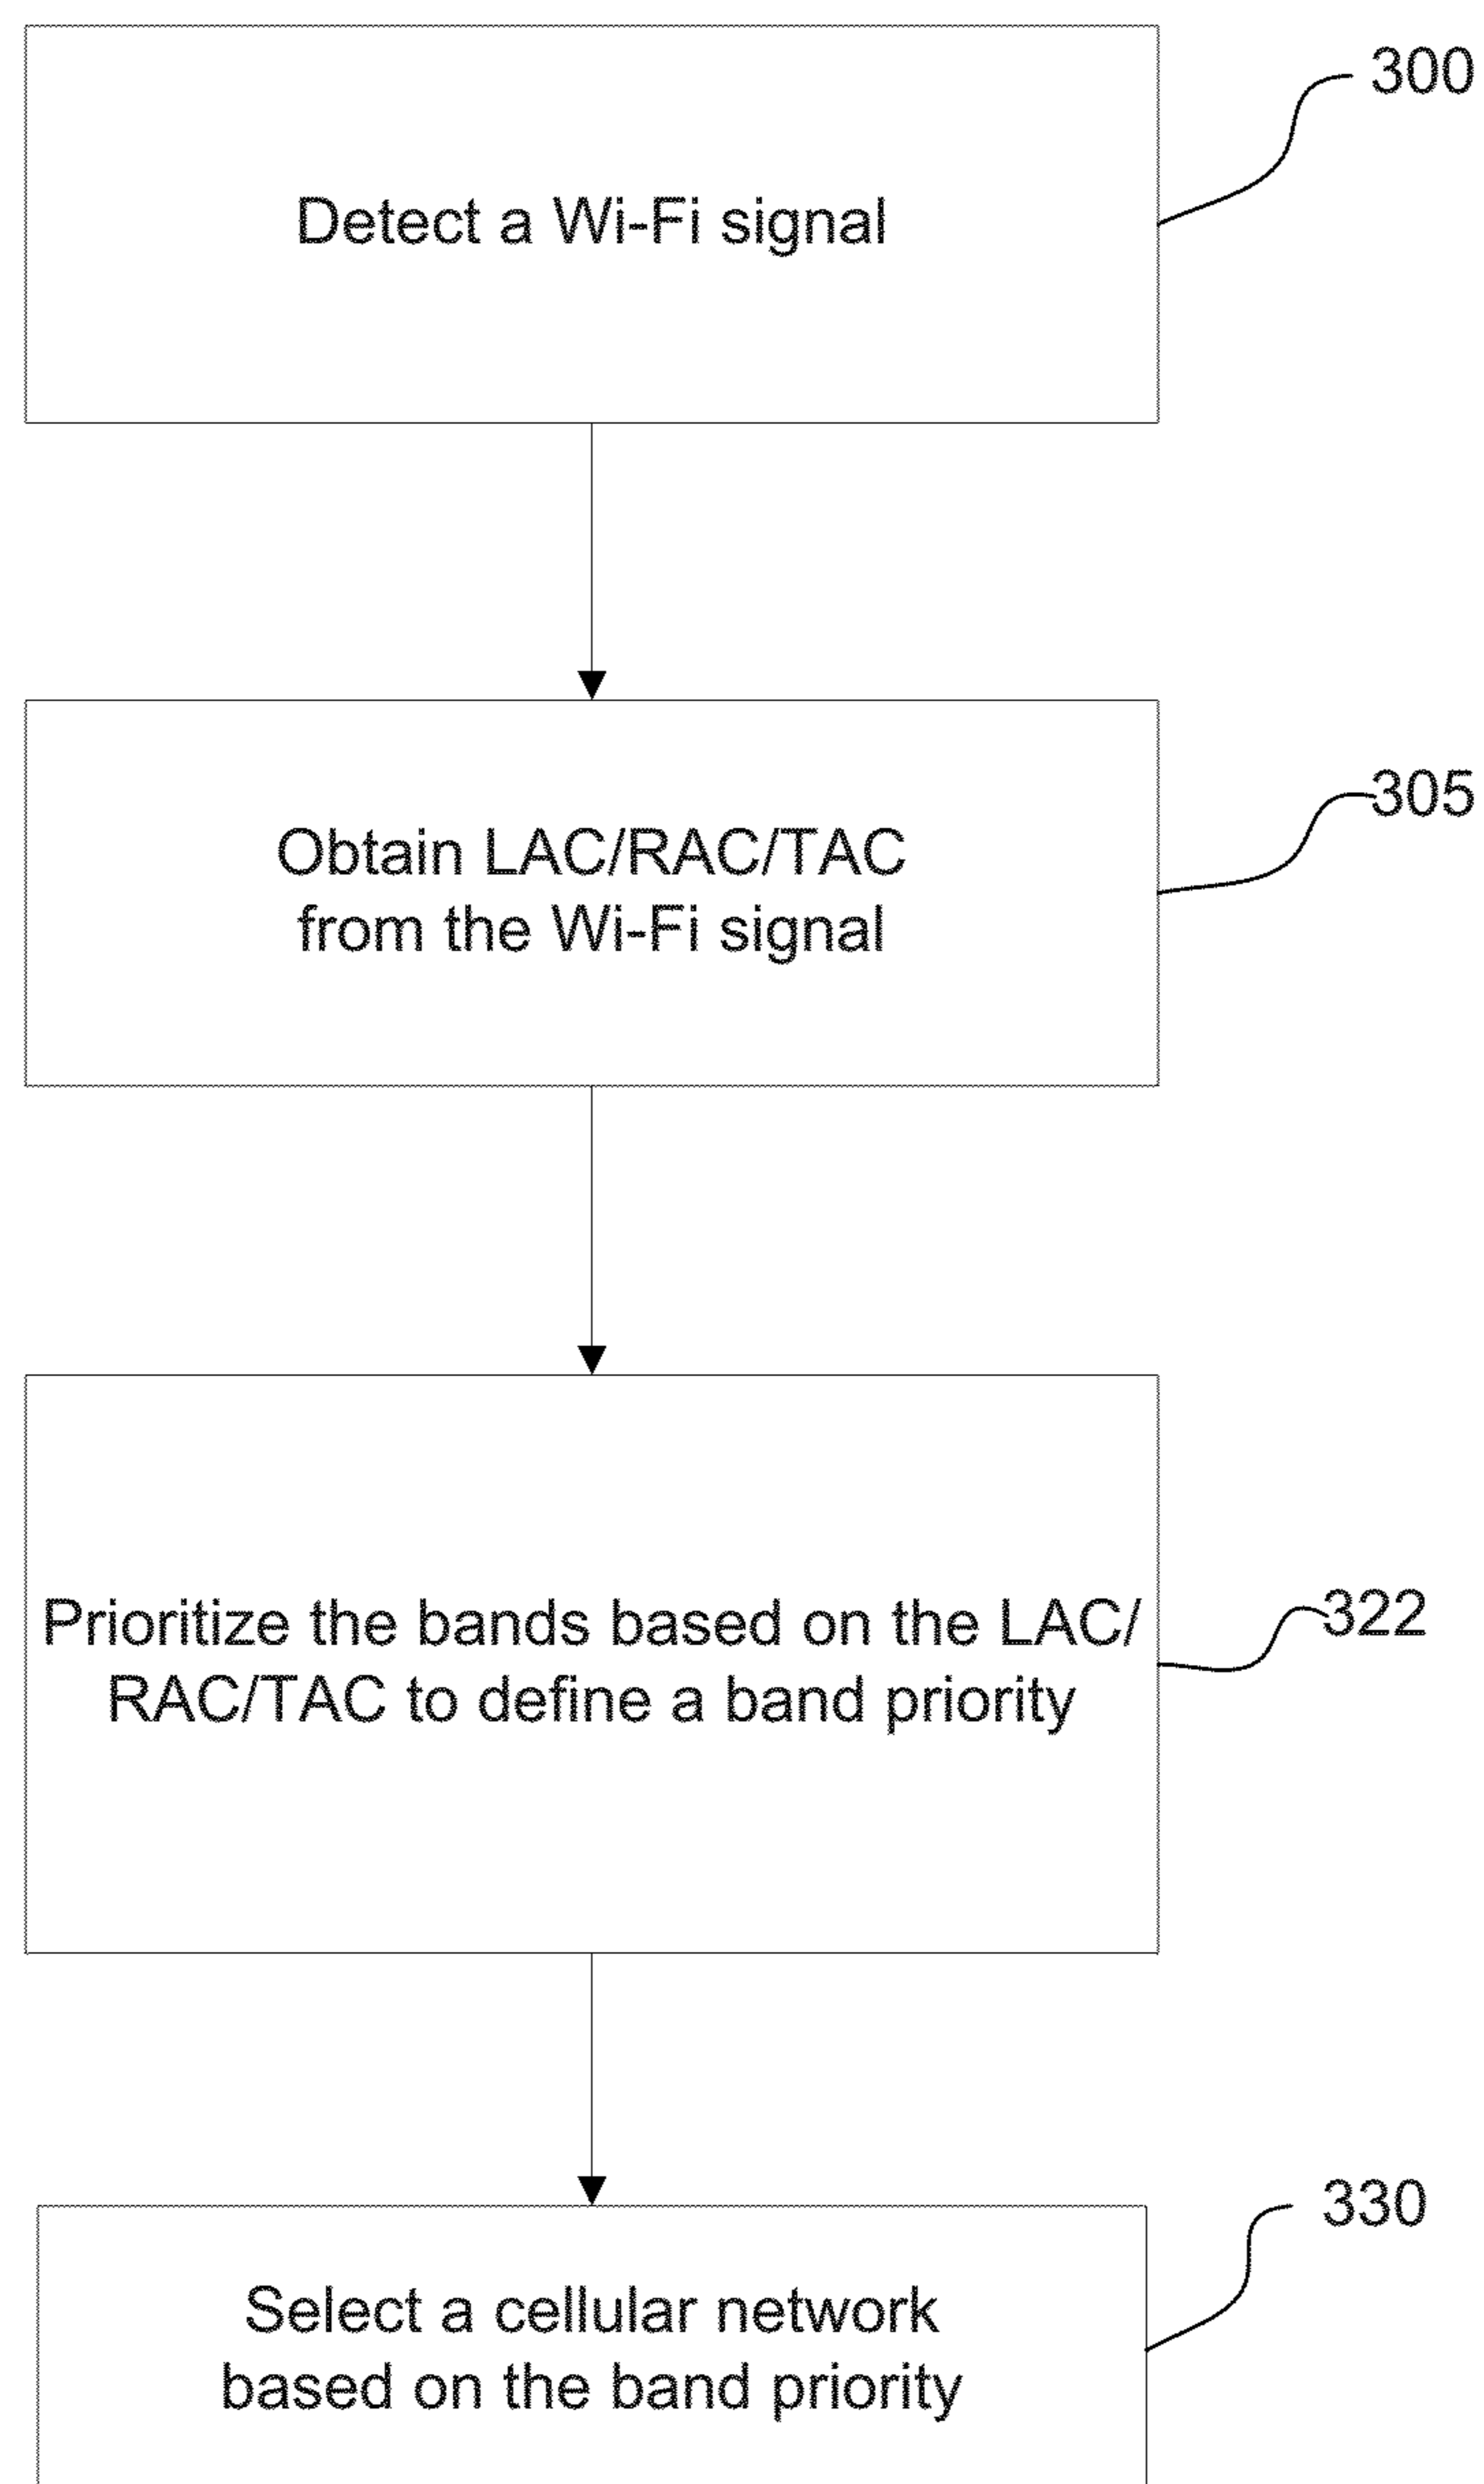 300
Detect a Wi-Fi signal
305
Obtain LAC/RAC/TAC
from the Wi-Fi signal
322
Prioritize the bands based on the LAC/
RAC/TAC to define a band priority
330
Select a cellular network
based on the band priority